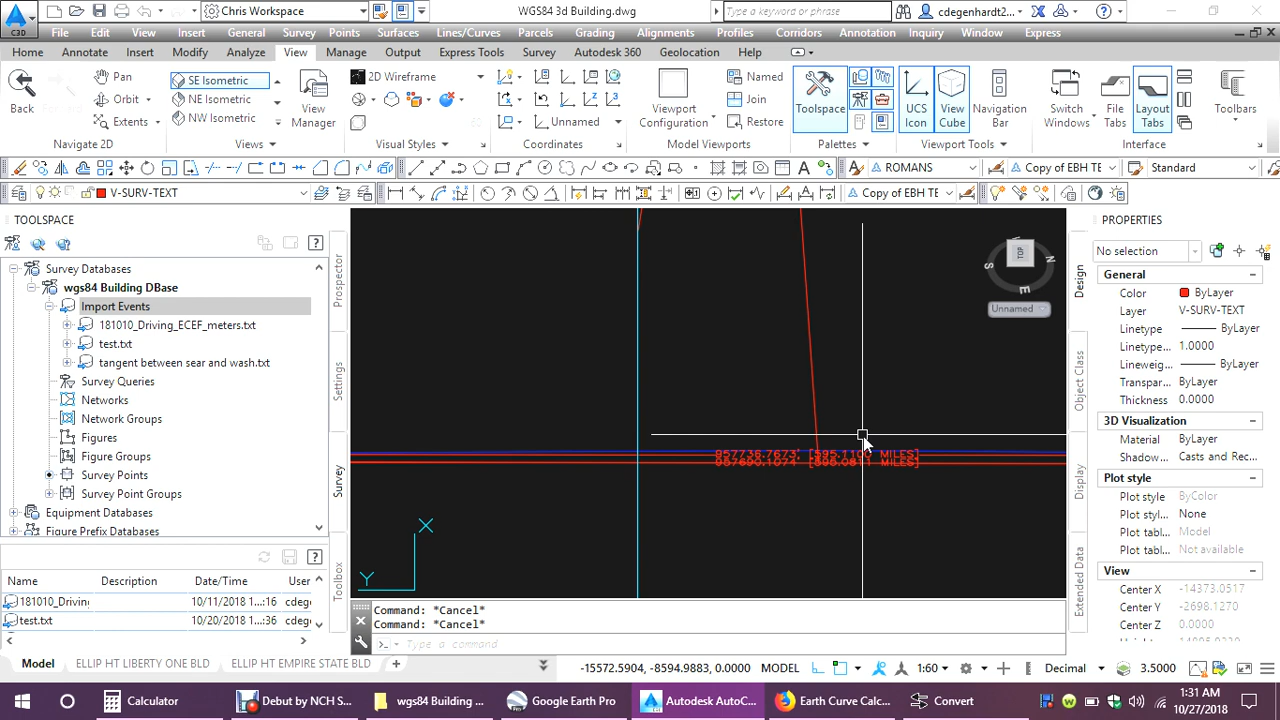 Chris Workspace
WGS84 3d Building.dwg
Type a keyword or phrase
cdegenhardt2...
C3D
File Edit View Insert General Survey Points Surfaces Lines/Curves Parcels Grading Alignments Profiles Corridors Annotation Inquiry Window Express
Home Annotate Insert Modify Analyze View Manage Output Express Tools Survey Autodesk 360 Geolocation Help
Back
Pan
Orbit
Extents
Navigate 2D
SE Isometric
NE Isometric
NW Isometric
View
Manager
Views
2D Wireframe
Visual Styles
Unnamed
Coordinates
Viewport
Configuration
Named
Join
Restore
Model Viewports
Toolspace
Palettes
UCS
Icon
View
Cube
Navigation
Bar
Viewport Tools
Switch
Windows
File
Tabs
Layout
Tabs
Toolbars
Interface
ROMANS
Copy of EBH TE
Standard
V-SURV-TEXT
Copy of EBH TE
TOOLSPACE
Survey Databases
wgs84 Building DBase
Import Events
181010_Driving_ECEF_meters.txt
test.txt
tangent between sear and wash.txt
Survey Queries
Networks
Network Groups
Figures
Survey Points
Survey Point Groups
Equipment Databases
Figure Prefix Databases
Prospector
Settings
Survey
Toolbox
Name Description Date/Time User
181010_Drivin 10/11/2018 1...:16 cdeg
test.txt 10/20/2018 1...:36 cdeg
TOP
N
S
E
Unnamed
MILES]
MILES]
X
Y
Command: *Cancel*
Command: *Cancel*
Type a command
Design
Object Class
Display
Extended Data
PROPERTIES
No selection
General
Color ByLayer
Layer V-SURV-TEXT
Linetype ByLayer
Linetype... 1.0000
Lineweig... ByLayer
Transpar... ByLayer
Thickness 0.0000
3D Visualization
Material ByLayer
Shadow... Casts and Rec...
Plot style
Plot style ByColor
Plot styl... None
Plot tabl... Model
Plot tabl... Not available
View
Center X -14373.0517
Center Y -2698.1270
Center Z 0.0000
Model ELLIP HT LIBERTY ONE BLD ELLIP HT EMPIRE STATE BLD
-15572.5904, -8594.9883, 0.0000 MODEL 1:60 Decimal 3.5000
Calculator
Debut by NCH S...
wgs84 Building ...
Google Earth Pro
Autodesk AutoC...
Earth Curve Calc...
Convert
1:31 AM
10/27/2018